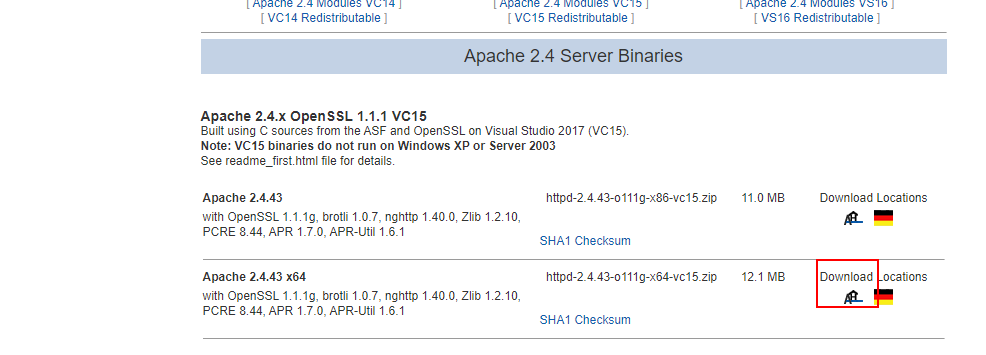 [ Apache 2.4 Modules VC14 ] [ Apache 2.4 Modules VC15 ] [ Apache 2.4 Modules VS16 ]
[ VC14 Redistributable ] [ VC15 Redistributable ] [ VS16 Redistributable ]
Apache 2.4 Server Binaries
Apache 2.4.x OpenSSL 1.1.1 VC15
Built using C sources from the ASF and OpenSSL on Visual Studio 2017 (VC15).
Note: VC15 binaries do not run on Windows XP or Server 2003
See readme_first.html file for details.
Apache 2.4.43 httpd-2.4.43-o111g-x86-vc15.zip 11.0 MB Download Locations
with OpenSSL 1.1.1g, brotli 1.0.7, nghttp 1.40.0, Zlib 1.2.10,
PCRE 8.44, APR 1.7.0, APR-Util 1.6.1
SHA1 Checksum
Apache 2.4.43 x64 httpd-2.4.43-o111g-x64-vc15.zip 12.1 MB Download Locations
with OpenSSL 1.1.1g, brotli 1.0.7, nghttp 1.40.0, Zlib 1.2.10,
PCRE 8.44, APR 1.7.0, APR-Util 1.6.1
SHA1 Checksum